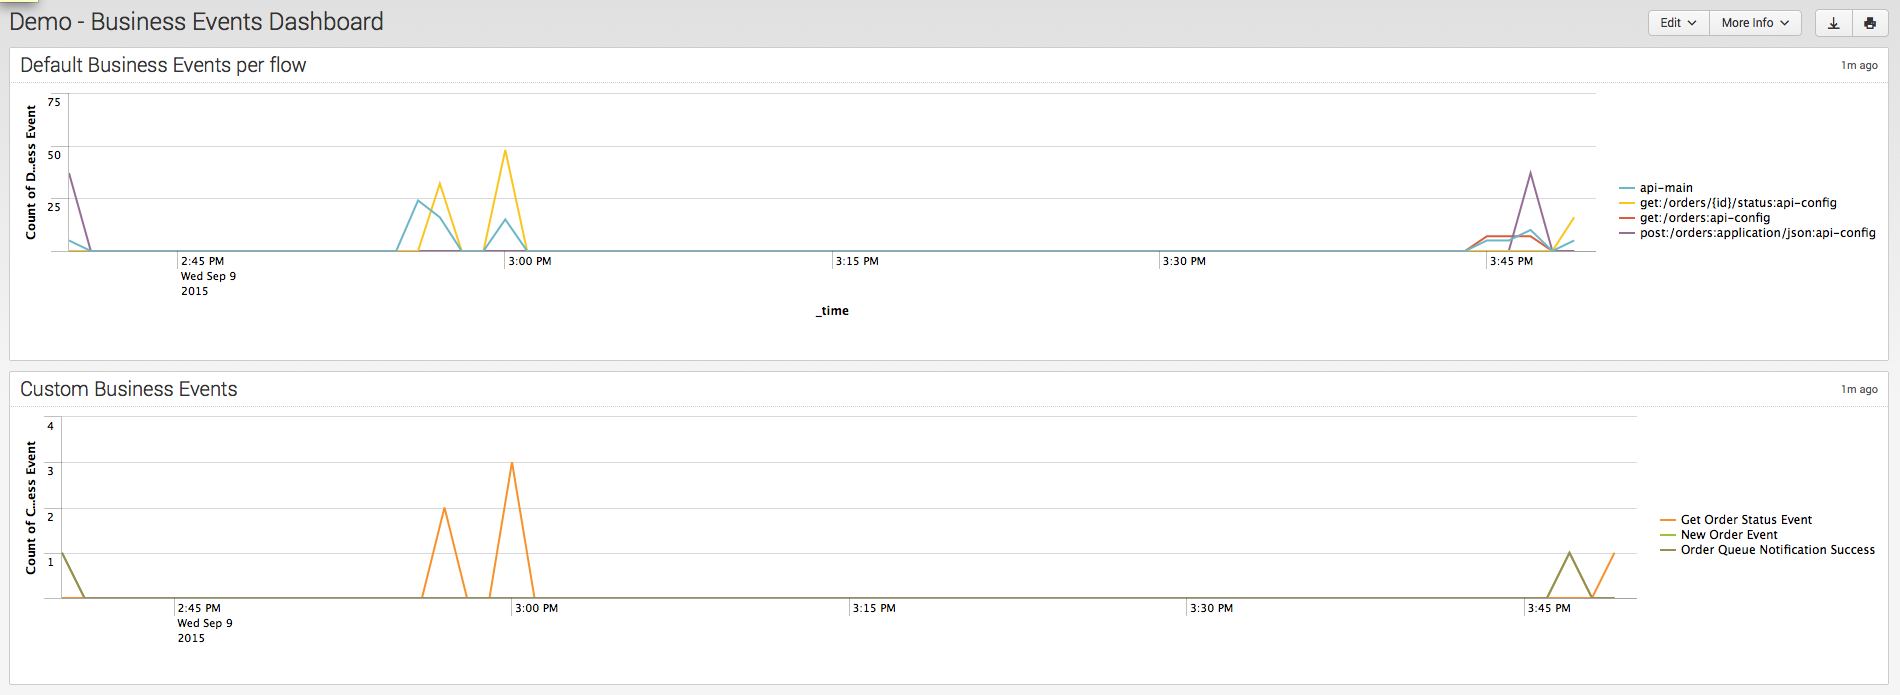 Demo - Business Events Dashboard
Edit
More Info
Default Business Events per flow
1m ago
Count of D...ess Event
75
50
25
2:45 PM
Wed Sep 9
2015
3:00 PM
3:15 PM
3:30 PM
3:45 PM
_time
api-main
get:/orders/{id}/status:api-config
get:/orders:api-config
post:/orders:application/json:api-config
Custom Business Events
1m ago
Count of C...ess Event
4
3
2
1
2:45 PM
Wed Sep 9
2015
3:00 PM
3:15 PM
3:30 PM
3:45 PM
Get Order Status Event
New Order Event
Order Queue Notification Success